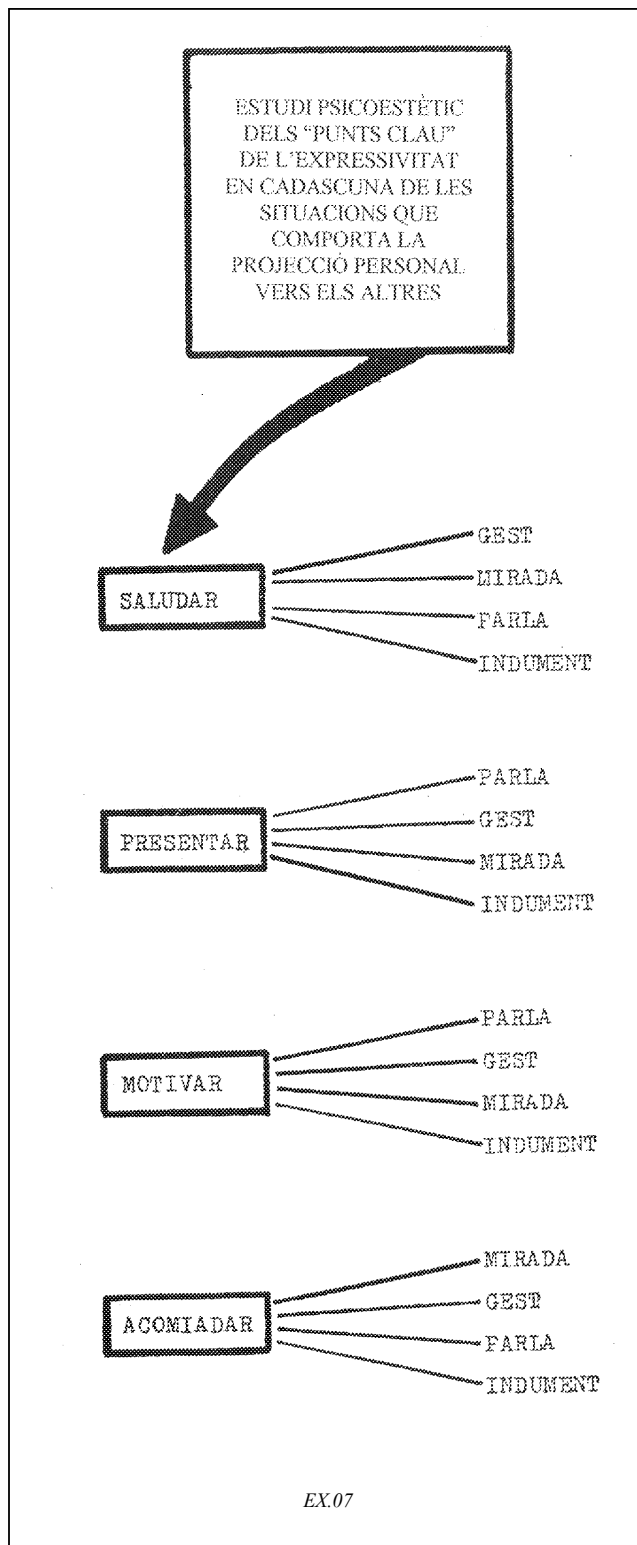 ESTUDI PSICOESTÈTIC
DELS “PUNTS CLAU”
DE L’EXPRESSIVITAT
EN CADASCUNA DE LES
SITUACIONS QUE
COMPORTA LA
PROJECCIÓ PERSONAL
VERS ELS ALTRES
SALUDAR
GEST
MIRADA
PARLA
INDUMENT
PRESENTAR
PARLA
GEST
MIRADA
INDUMENT
MOTIVAR
PARLA
GEST
MIRADA
INDUMENT
ACOMIADAR
MIRADA
GEST
PARLA
INDUMENT
EX.07